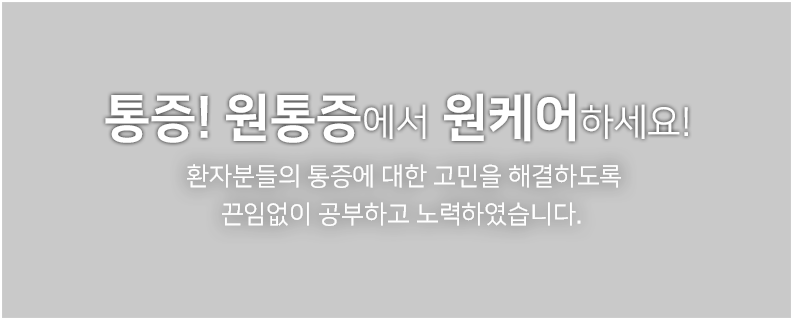 통증! 원통증에서 원케어하세요!
환자분들의 통증에 대한 고민을 해결하도록
끈임없이 공부하고 노력하였습니다.